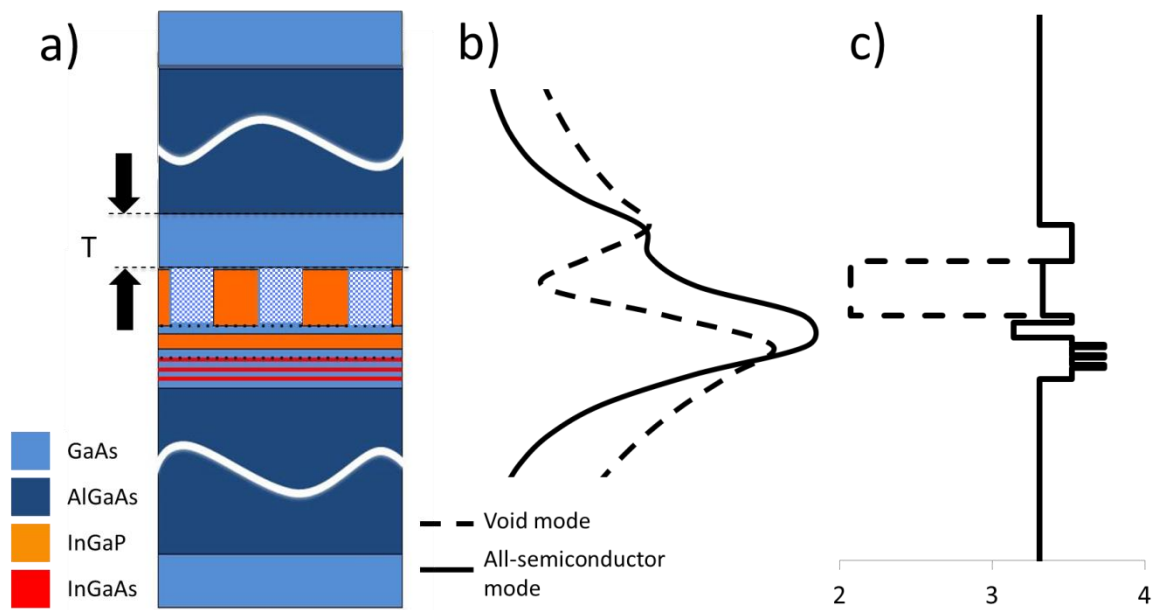 a)
b)
c)
T
GaAs
AlGaAs
InGaP
InGaAs
Void mode
All-semiconductor
mode
2
3
4